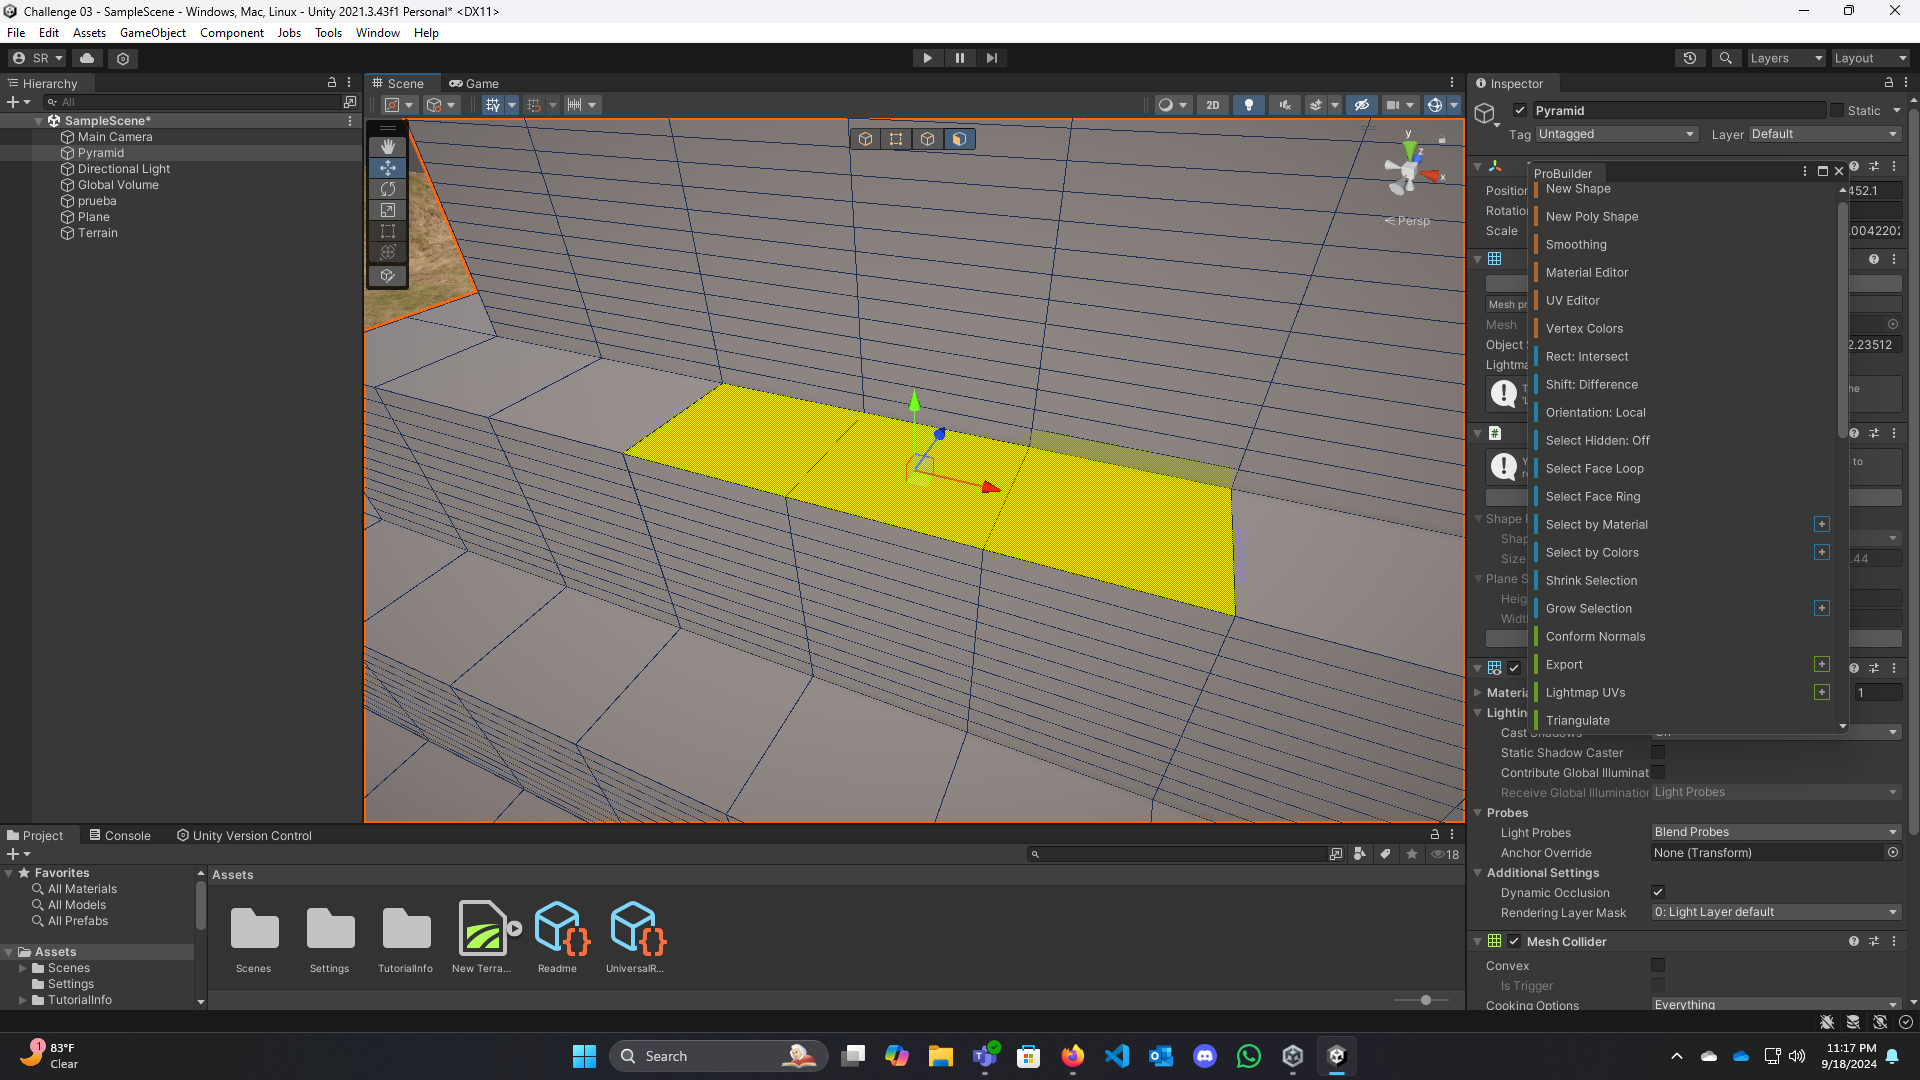 Challenge 03 - SampleScene - Windows, Mac, Linux - Unity 2021.3.43f1 Personal* <DX11>
File Edit Assets GameObject Component Jobs Tools Window Help
SR
Layers
Layout
Hierarchy
All
SampleScene*
Main Camera
Pyramid
Directional Light
Global Volume
prueba
Plane
Terrain
Scene
Game
2D
y
z
x
Persp
Inspector
Pyramid
Static
Tag Untagged
Layer Default
Position
452.1
Rotation
Scale
.0042202
Mesh
Object
2.23512
the
to
Shape
Size
.44
Plane S
ProBuilder
New Shape
New Poly Shape
Smoothing
Material Editor
UV Editor
Vertex Colors
Rect: Intersect
Shift: Difference
Orientation: Local
Select Hidden: Off
Select Face Loop
Select Face Ring
Select by Material
Select by Colors
Shrink Selection
Grow Selection
Conform Normals
Export
Lightmap UVs
Triangulate
1
Cast Shadows
Static Shadow Caster
Contribute Global Illuminat
Receive Global Illumination Light Probes
Probes
Light Probes Blend Probes
Anchor Override None (Transform)
Additional Settings
Dynamic Occlusion
Rendering Layer Mask 0: Light Layer default
Mesh Collider
Convex
Is Trigger
Cooking Options Everything
Project
Console
Unity Version Control
18
Favorites
All Materials
All Models
All Prefabs
Assets
Scenes
Settings
TutorialInfo
Assets
Scenes
Settings
TutorialInfo
New Terra...
Readme
UniversalR...
1
83°F
Clear
Search
11:17 PM
9/18/2024